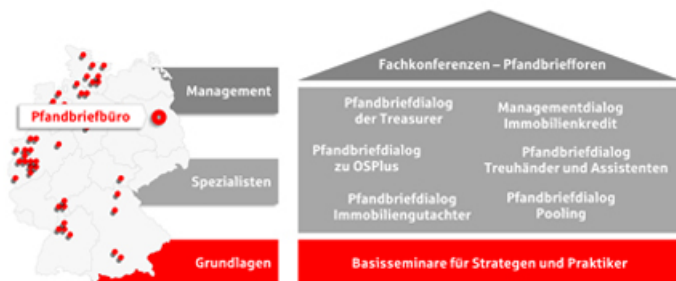 Fachkonferenzen – Pfandbriefforen
Management
Pfandbriefbüro
Pfandbriefdialog
der Treasurer
Managementdialog
Immobilienkredit
Pfandbriefdialog
zu OSPlus
Pfandbriefdialog
Treuhänder und Assistenten
Spezialisten
Pfandbriefdialog
Immobiliengutachter
Pfandbriefdialog
Pooling
Grundlagen
Basisseminare für Strategen und Praktiker